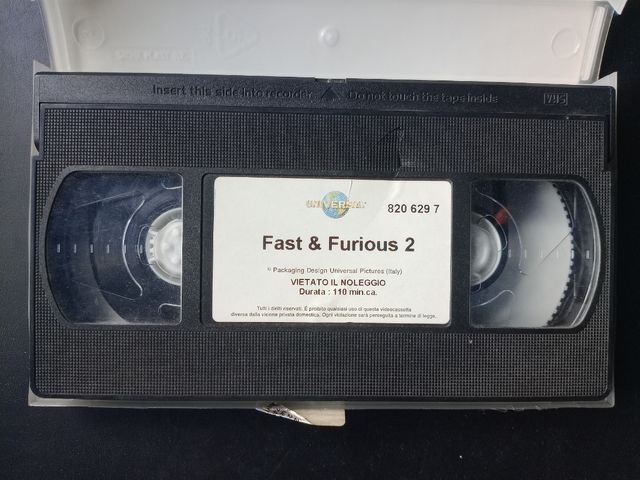 Insert this side into recorder Do not touch the tape inside VHS
UNIVERSAL 820 629 7
Fast & Furious 2
© Packaging Design Universal Pictures (Italy)
VIETATO IL NOLEGGIO
Durata : 110 min.ca.
Tutti i diritti riservati. È proibito qualsiasi uso di questa videocassetta
diversa dalla visione privata domestica. Ogni violazione sarà perseguita a termine di legge.